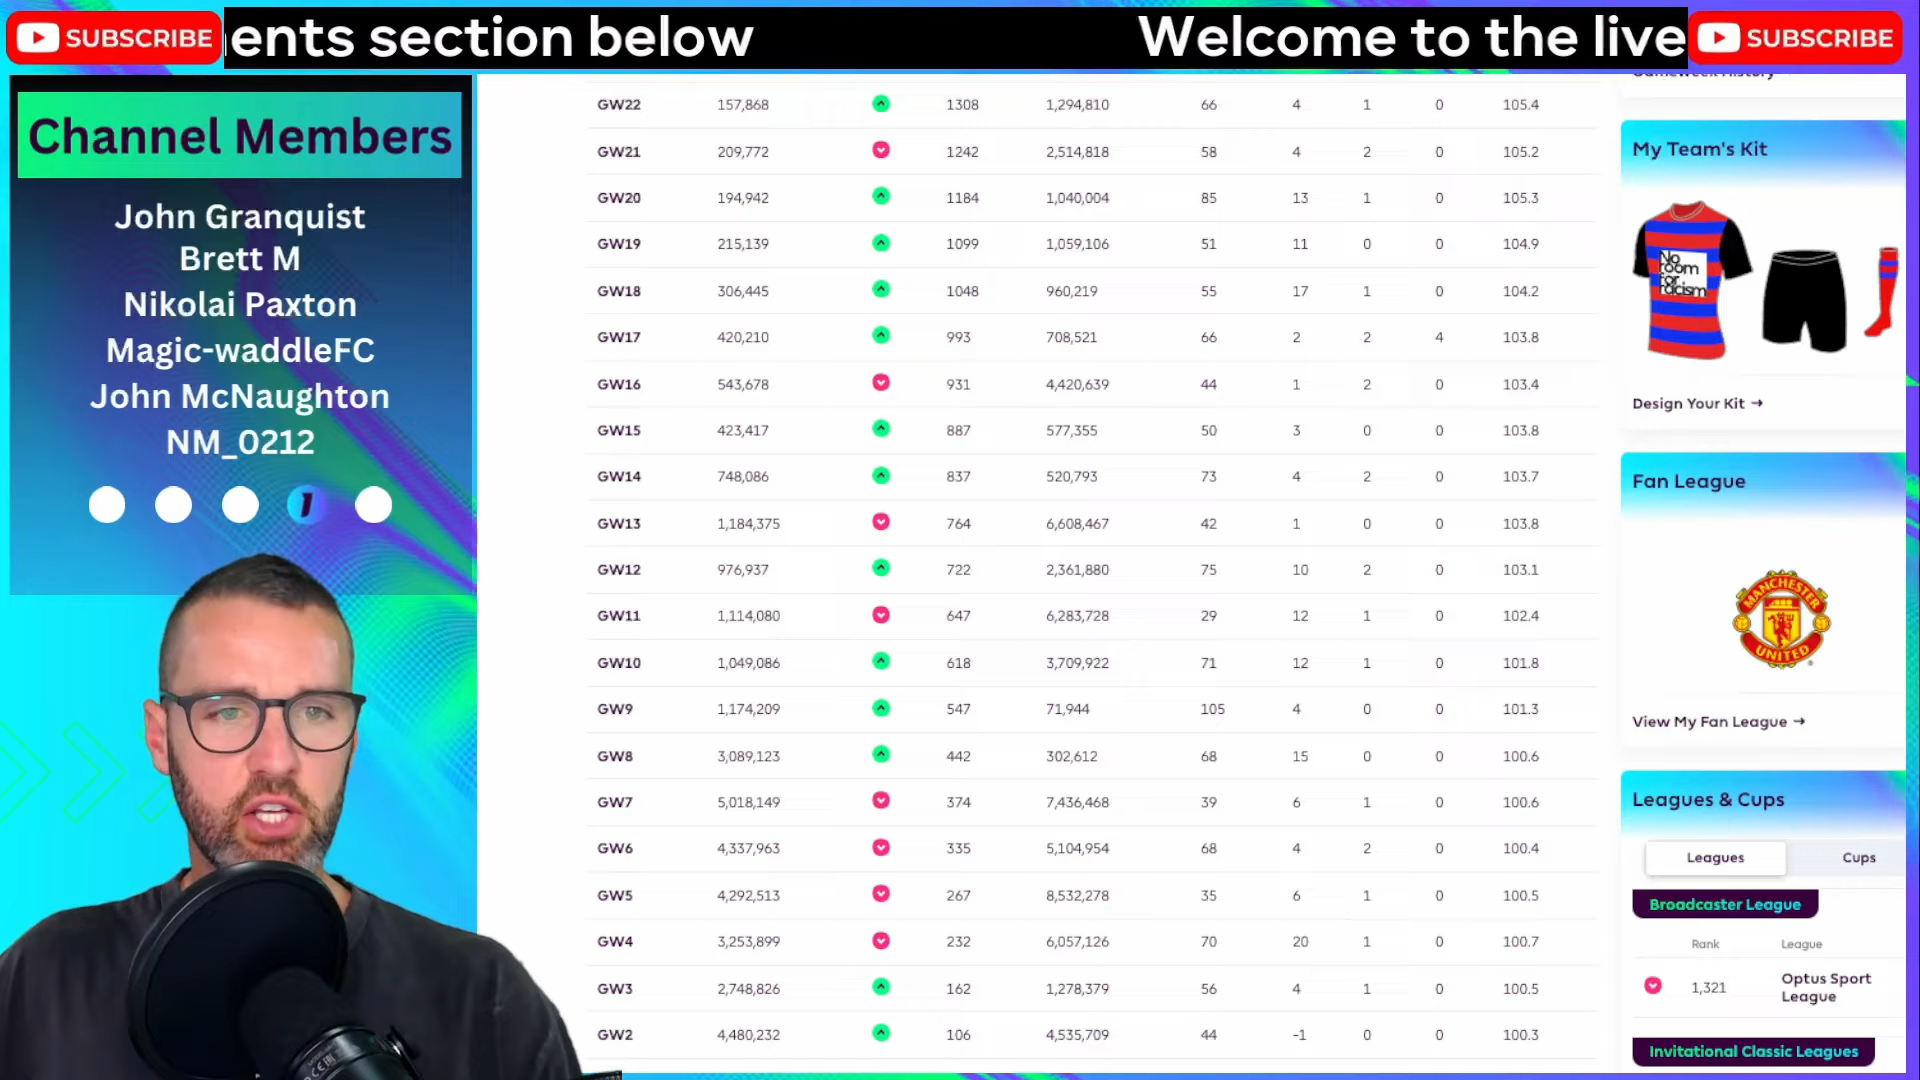 SUBSCRIBE
ents section below
Welcome to the live
SUBSCRIBE
Channel Members
John Granquist
Brett M
Nikolai Paxton
Magic-waddleFC
John McNaughton
NM_0212
GW22 157,868 1308 1,294,810 66 4 1 0 105.4
GW21 209,772 1242 2,514,818 58 4 2 0 105.2
GW20 194,942 1184 1,040,004 85 13 1 0 105.3
GW19 215,139 1099 1,059,106 51 11 0 0 104.9
GW18 306,445 1048 960,219 55 17 1 0 104.2
GW17 420,210 993 708,521 66 2 2 4 103.8
GW16 543,678 931 4,420,639 44 1 2 0 103.4
GW15 423,417 887 577,355 50 3 0 0 103.8
GW14 748,086 837 520,793 73 4 2 0 103.7
GW13 1,184,375 764 6,608,467 42 1 0 0 103.8
GW12 976,937 722 2,361,880 75 10 2 0 103.1
GW11 1,114,080 647 6,283,728 29 12 1 0 102.4
GW10 1,049,086 618 3,709,922 71 12 1 0 101.8
GW9 1,174,209 547 71,944 105 4 0 0 101.3
GW8 3,089,123 442 302,612 68 15 0 0 100.6
GW7 5,018,149 374 7,436,468 39 6 1 0 100.6
GW6 4,337,963 335 5,104,954 68 4 2 0 100.4
GW5 4,292,513 267 8,532,278 35 6 1 0 100.5
GW4 3,253,899 232 6,057,126 70 20 1 0 100.7
GW3 2,748,826 162 1,278,379 56 4 1 0 100.5
GW2 4,480,232 106 4,535,709 44 -1 0 0 100.3
Gameweek History
My Team's Kit
No
room
for
racism
Design Your Kit →
Fan League
MANCHESTER
UNITED
View My Fan League →
Leagues & Cups
Leagues Cups
Broadcaster League
Rank League
1,321 Optus Sport
League
Invitational Classic Leagues